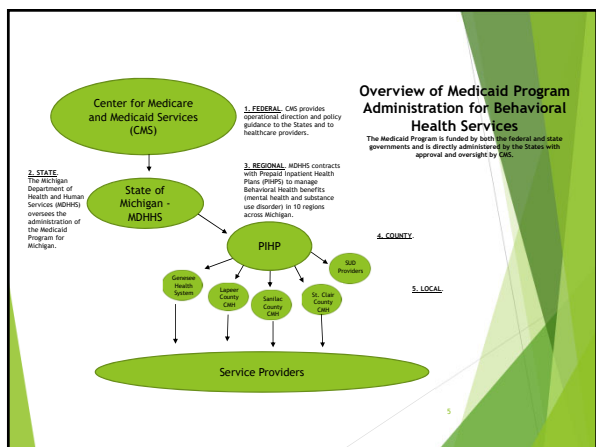 Overview of Medicaid Program
Administration for Behavioral
Health Services
The Medicaid Program is funded by both the federal and state
governments and is directly administered by the States with
approval and oversight by CMS.
Center for Medicare
and Medicaid Services
(CMS)
1. FEDERAL. CMS provides
operational direction and policy
guidance to the States and to
healthcare providers.
2. STATE.
The Michigan
Department of
Health and Human
Services (MDHHS)
oversees the
administration of
the Medicaid
Program for
Michigan.
State of
Michigan -
MDHHS
3. REGIONAL. MDHHS contracts
with Prepaid Inpatient Health
Plans (PIHPS) to manage
Behavioral Health benefits
(mental health and substance
use disorder) in 10 regions
across Michigan.
PIHP
4. COUNTY.
Genesee
Health
System
Lapeer
County
CMH
Sanilac
County
CMH
St. Clair
County
CMH
SUD
Providers
5. LOCAL.
Service Providers
5